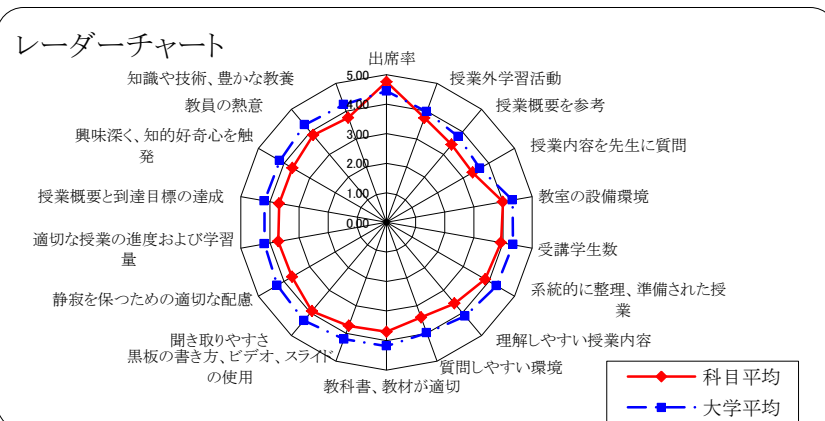 レーダーチャート
出席率
授業外学習活動
授業概要を参考
授業内容を先生に質問
教室の設備環境
受講学生数
系統的に整理、準備された授
業
理解しやすい授業内容
質問しやすい環境
教科書、教材が適切
黒板の書き方、ビデオ、スライド
の使用
聞き取りやすさ
静寂を保つための適切な配慮
適切な授業の進度および学習
量
授業概要と到達目標の達成
興味深く、知的好奇心を触
発
教員の熱意
知識や技術、豊かな教養
5.00
4.00
3.00
2.00
1.00
0.00
科目平均
大学平均